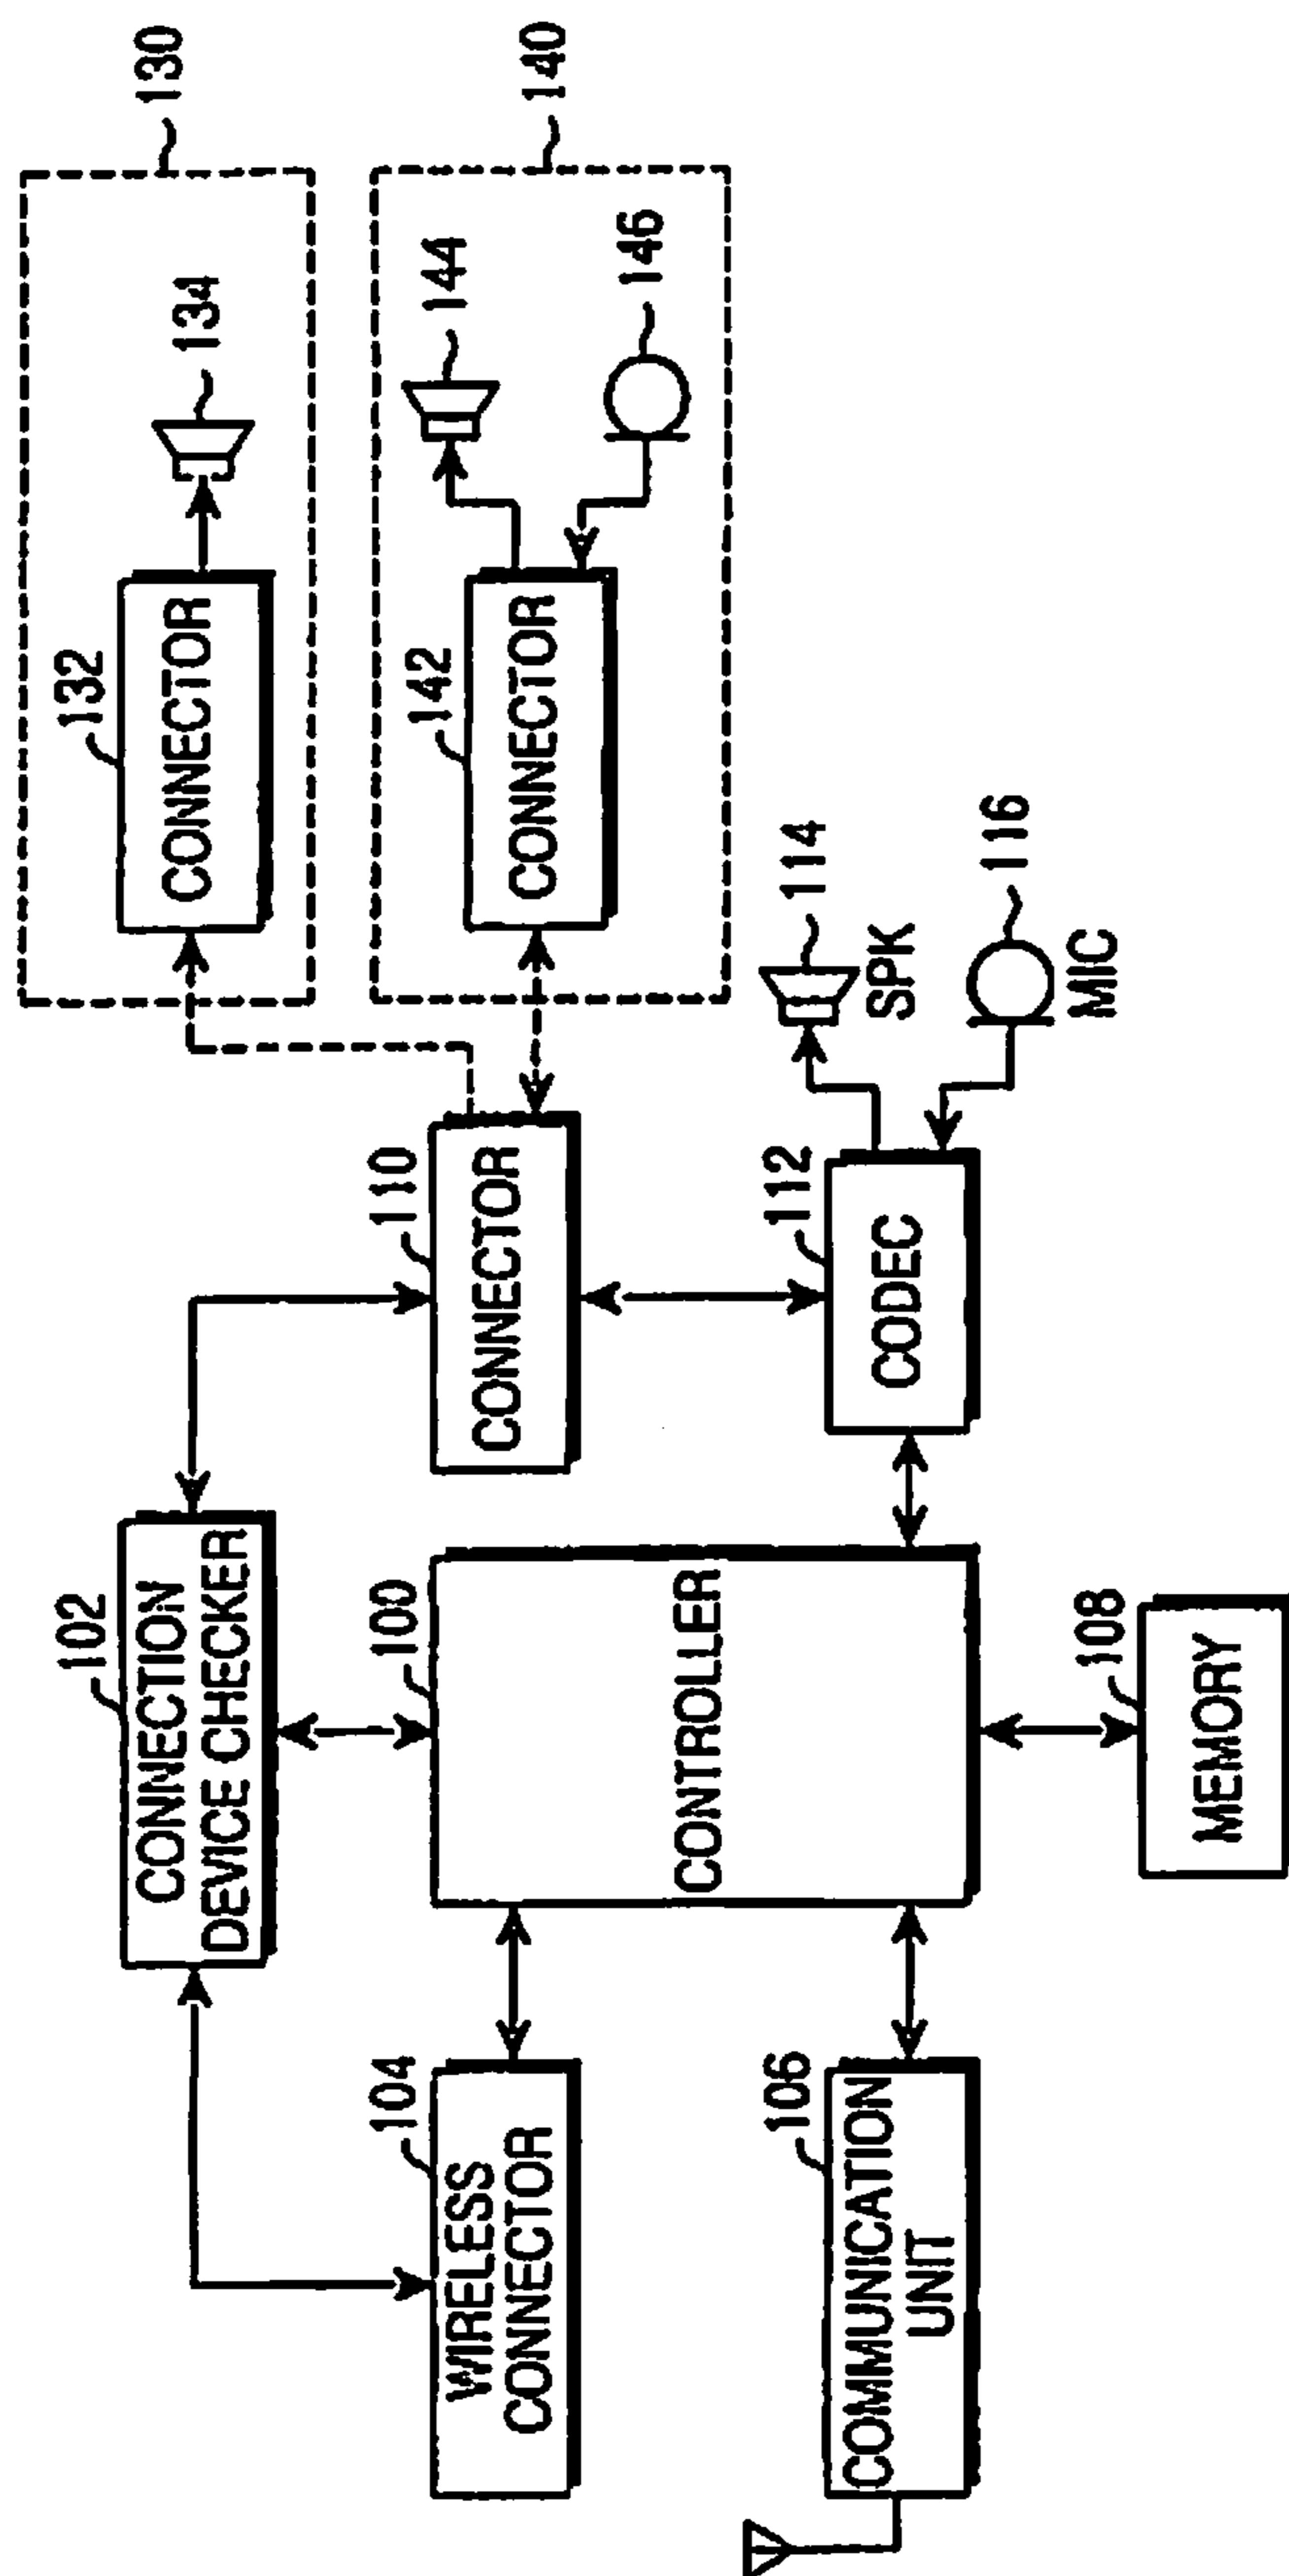 102
CONNECTION
DEVICE CHECKER
132
CONNECTOR
134
130
104
WIRELESS
CONNECTOR
100
CONTROLLER
110
CONNECTOR
142
CONNECTOR
144
146
140
106
COMMUNICATION
UNIT
112
CODEC
114
SPK
116
MIC
108
MEMORY